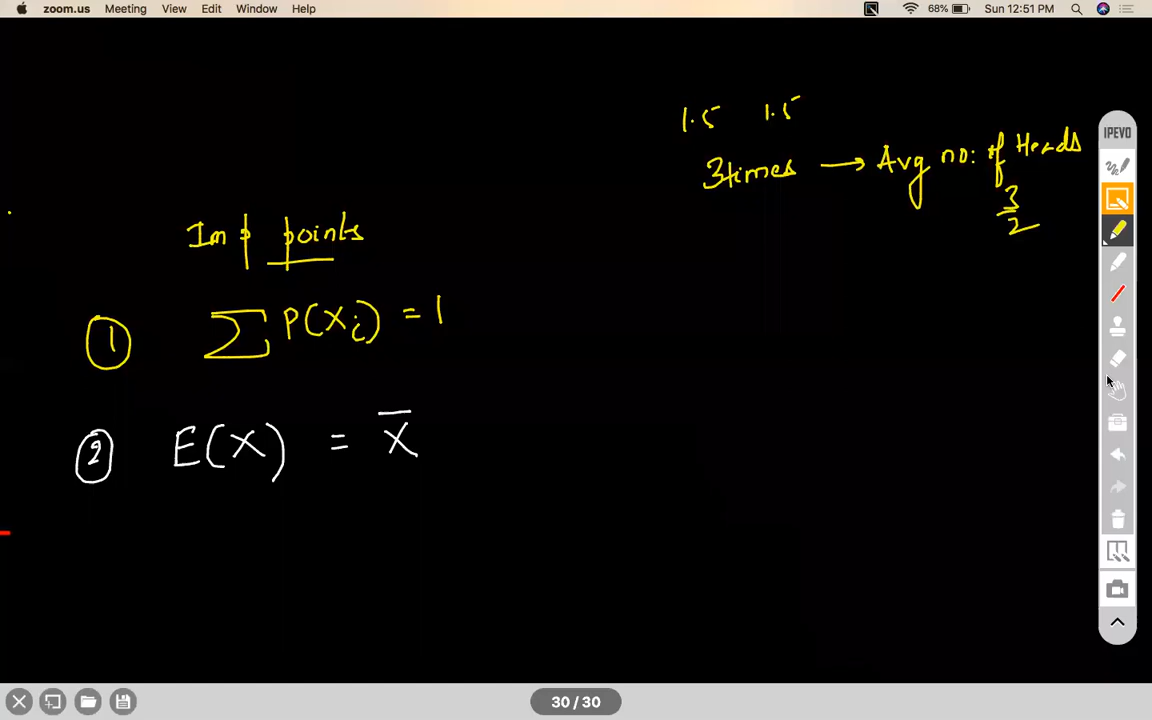 zoom.us Meeting View Edit Window Help 68% Sun 12:51 PM
1.5 1.5
3times → Avg no: of Heads
3/2
Imp points
① ∑ P(Xi) = 1
② E(X) = X̅
IPEVO
30 / 30